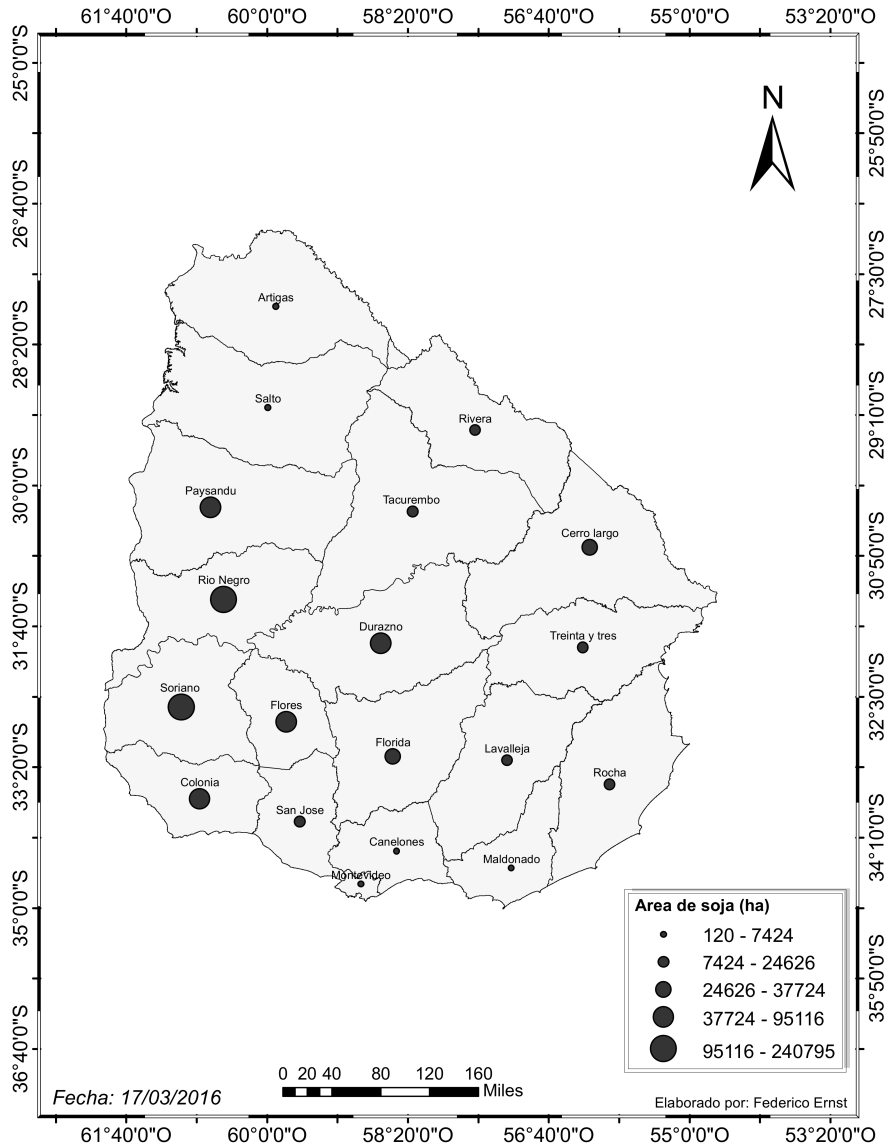 61°40'0"O 60°0'0"O 58°20'0"O 56°40'0"O 55°0'0"O 53°20'0"O
25°0'0"S
25°50'0"S
N
26°40'0"S
27°30'0"S
Artigas
28°20'0"S
Salto
29°10'0"S
Rivera
30°0'0"S
Paysandu
Tacurembo
Cerro largo
30°50'0"S
Rio Negro
31°40'0"S
Durazno
Treinta y tres
Soriano
32°30'0"S
Flores
Florida
Lavalleja
33°20'0"S
Rocha
Colonia
San Jose
34°10'0"S
Canelones
Maldonado
Montevideo
35°0'0"S
Area de soja (ha)
120 - 7424
7424 - 24626
24626 - 37724
37724 - 95116
95116 - 240795
35°50'0"S
36°40'0"S
0 20 40 80 120 160
Miles
Fecha: 17/03/2016
Elaborado por: Federico Ernst
61°40'0"O 60°0'0"O 58°20'0"O 56°40'0"O 55°0'0"O 53°20'0"O